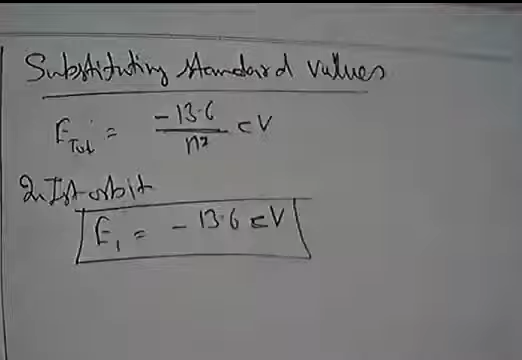 Substituting standard values
E_Tot = -13.6/n² eV
In Ist orbit
E₁ = -13.6 eV